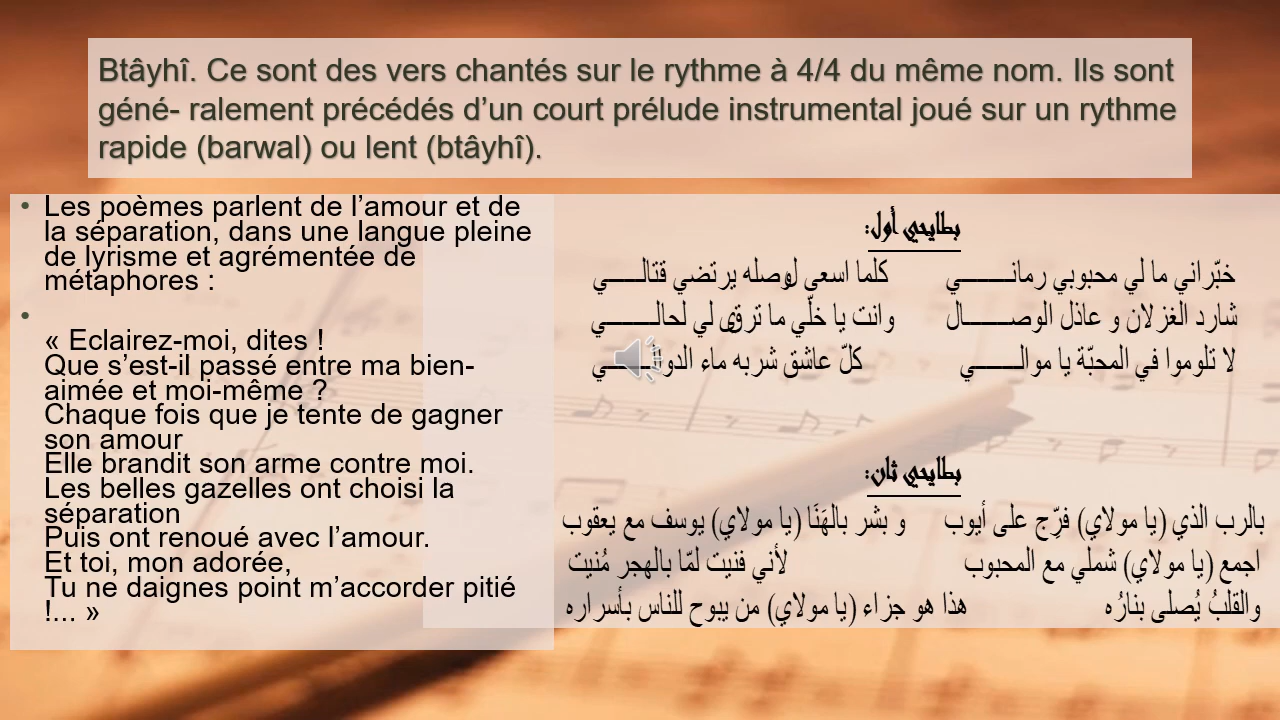 Btâyhî. Ce sont des vers chantés sur le rythme à 4/4 du même nom. Ils sont
géné- ralement précédés d’un court prélude instrumental joué sur un rythme
rapide (barwal) ou lent (btâyhî).
• Les poèmes parlent de l’amour et de
la séparation, dans une langue pleine
de lyrisme et agrémentée de
métaphores :
•
« Eclairez-moi, dites !
Que s’est-il passé entre ma bien-
aimée et moi-même ?
Chaque fois que je tente de gagner
son amour
Elle brandit son arme contre moi.
Les belles gazelles ont choisi la
séparation
Puis ont renoué avec l’amour.
Et toi, mon adorée,
Tu ne daignes point m’accorder pitié
!... »
بطايحي أول:
خبّراني ما لي محبوبي رمانـــــــي كلما اسعى لوصله يرتضي قتالـــــي
شارد الغزلان و عاذل الوصـــــــال وانت يا خلّي ما ترقى لي لحالـــــــي
لا تلوموا في المحبّة يا موالـــــــي كلّ عاشق شربه ماء
بطايحي ثان:
بالرب الذي (يا مولاي) فرِّج على أيوب و بشر بالهَنَا (يا مولاي) يوسف مع يعقوب
اجمع (يا مولاي) شملي مع المحبوب لأني فنيت لمّا بالهجر مُنيت
والقلبُ يُصلى بنارُه هذا هو جزاء (يا مولاي) من يبوح للناس بأسراره